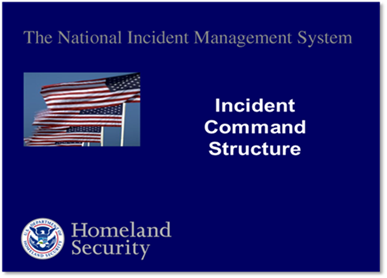 The National Incident Management System
Incident
Command
Structure
Homeland
Security